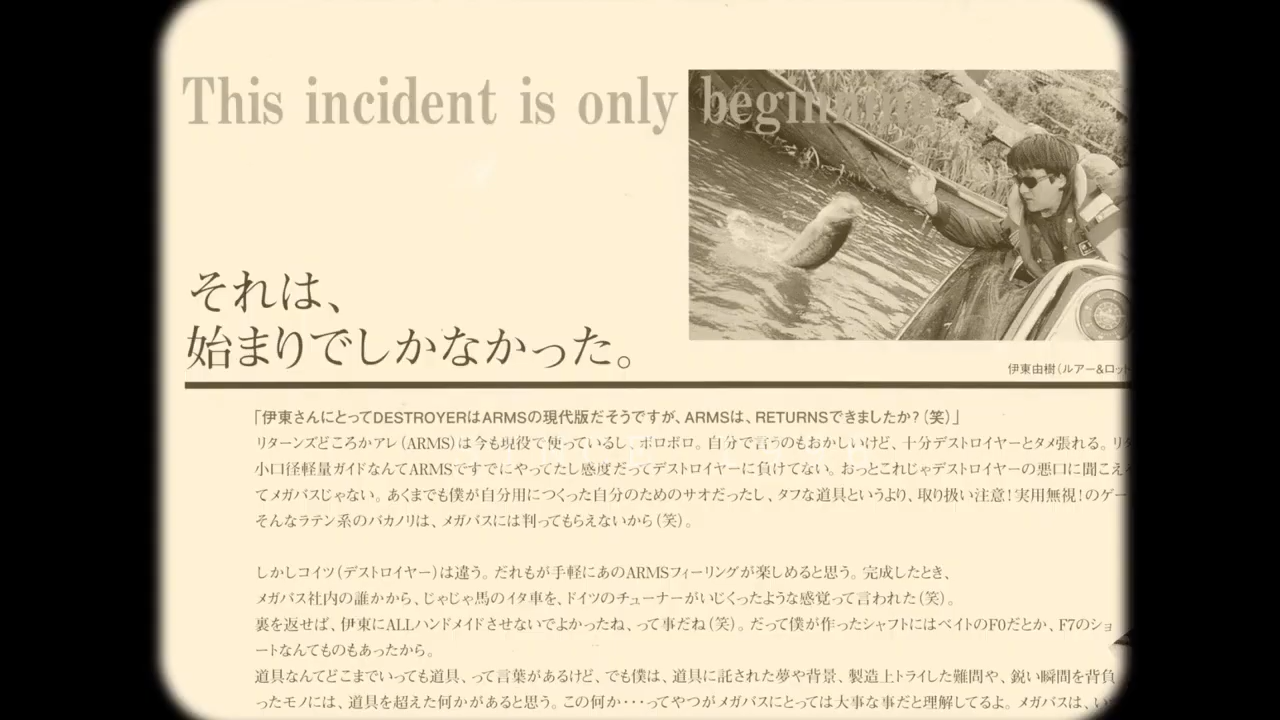 This incident is only beginning
それは、
始まりでしかなかった。
伊東由樹(ルアー&ロッド
「伊東さんにとってDESTROYERはARMSの現代版だそうですが、ARMSは、RETURNSできましたか?(笑)」
リターンズどころかアレ(ARMS)は今も現役で使っているし、ボロボロ。自分で言うのもおかしいけど、十分デストロイヤーとタメ張れる。リタ
小口径軽量ガイドなんてARMSですでにやってたし感度だってデストロイヤーに負けてない。おっとこれじゃデストロイヤーの悪口に聞こえ
てメガバスじゃない。あくまでも僕が自分用につくった自分のためのサオだったし、タフな道具というより、取り扱い注意!実用無視!のゲー
そんなラテン系のバカノリは、メガバスには判ってもらえないから(笑)。
しかしコイツ(デストロイヤー)は違う。だれもが手軽にあのARMSフィーリングが楽しめると思う。完成したとき、
メガバス社内の誰かから、じゃじゃ馬のイタ車を、ドイツのチューナーがいじくったような感覚って言われた(笑)。
裏を返せば、伊東にALLハンドメイドさせないでよかったね、って事だね(笑)。だって僕が作ったシャフトにはベイトのF0だとか、F7のショ
ートなんてものもあったから。
道具なんてどこまでいっても道具、って言葉があるけど、でも僕は、道具に託された夢や背景、製造上トライした難問や、鋭い瞬間を背負
ったモノには、道具を超えた何かがあると思う。この何か・・・ってやつがメガバスにとっては大事な事だと理解してるよ。メガバスは、い